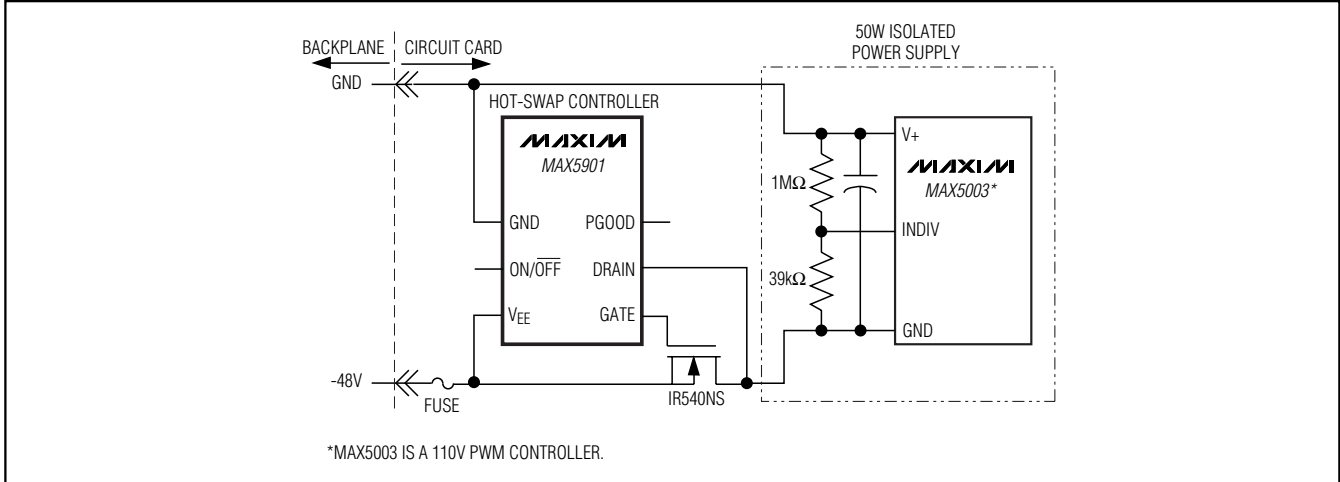 50W ISOLATED
POWER SUPPLY
BACKPLANE
CIRCUIT CARD
GND
HOT-SWAP CONTROLLER
MAXIM
MAX5901
GND
PGOOD
ON/OFF
DRAIN
VEE
GATE
-48V
FUSE
IR540NS
1MΩ
39kΩ
V+
MAXIM
MAX5003*
INDIV
GND
*MAX5003 IS A 110V PWM CONTROLLER.